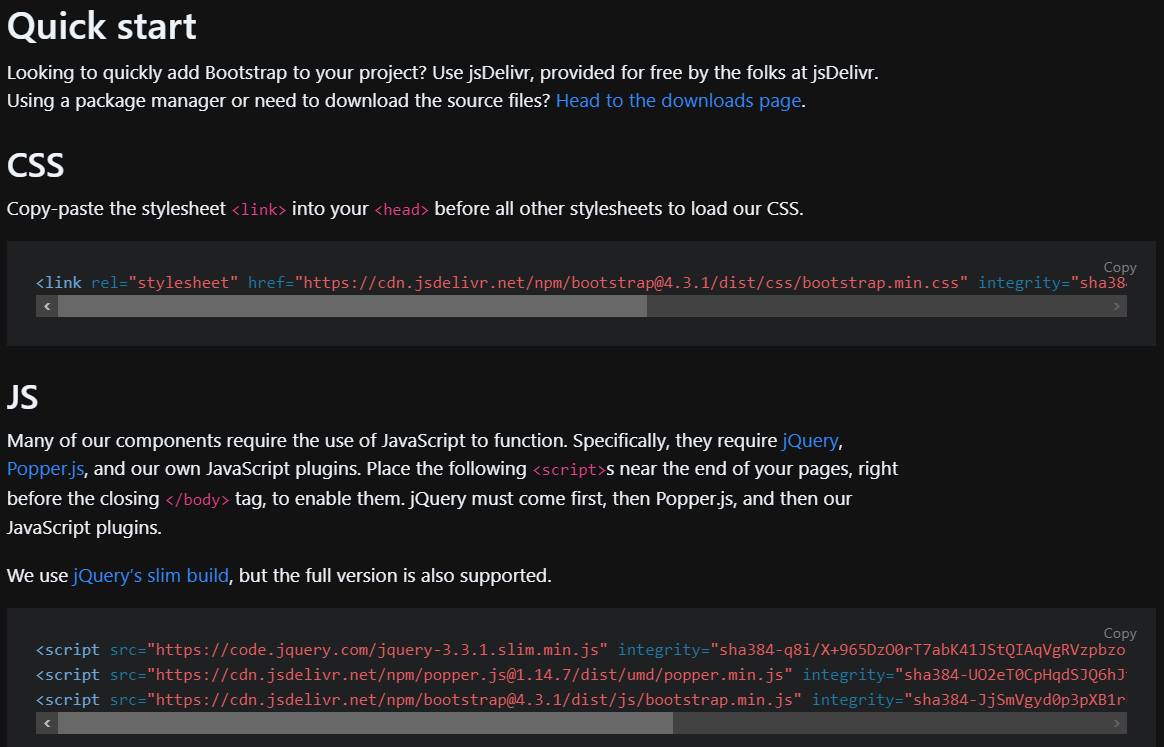 Quick start
Looking to quickly add Bootstrap to your project? Use jsDelivr, provided for free by the folks at jsDelivr.
Using a package manager or need to download the source files? Head to the downloads page.
CSS
Copy-paste the stylesheet <link> into your <head> before all other stylesheets to load our CSS.
Copy
<link rel="stylesheet" href="https://cdn.jsdelivr.net/npm/bootstrap@4.3.1/dist/css/bootstrap.min.css" integrity="sha38
JS
Many of our components require the use of JavaScript to function. Specifically, they require jQuery,
Popper.js, and our own JavaScript plugins. Place the following <script>s near the end of your pages, right
before the closing </body> tag, to enable them. jQuery must come first, then Popper.js, and then our
JavaScript plugins.
We use jQuery’s slim build, but the full version is also supported.
Copy
<script src="https://code.jquery.com/jquery-3.3.1.slim.min.js" integrity="sha384-q8i/X+965DzO0rT7abK41JStQIAqVgRVzpbzo
<script src="https://cdn.jsdelivr.net/npm/popper.js@1.14.7/dist/umd/popper.min.js" integrity="sha384-UO2eT0CpHqdSJQ6hJ
<script src="https://cdn.jsdelivr.net/npm/bootstrap@4.3.1/dist/js/bootstrap.min.js" integrity="sha384-JjSmVgyd0p3pXB1r